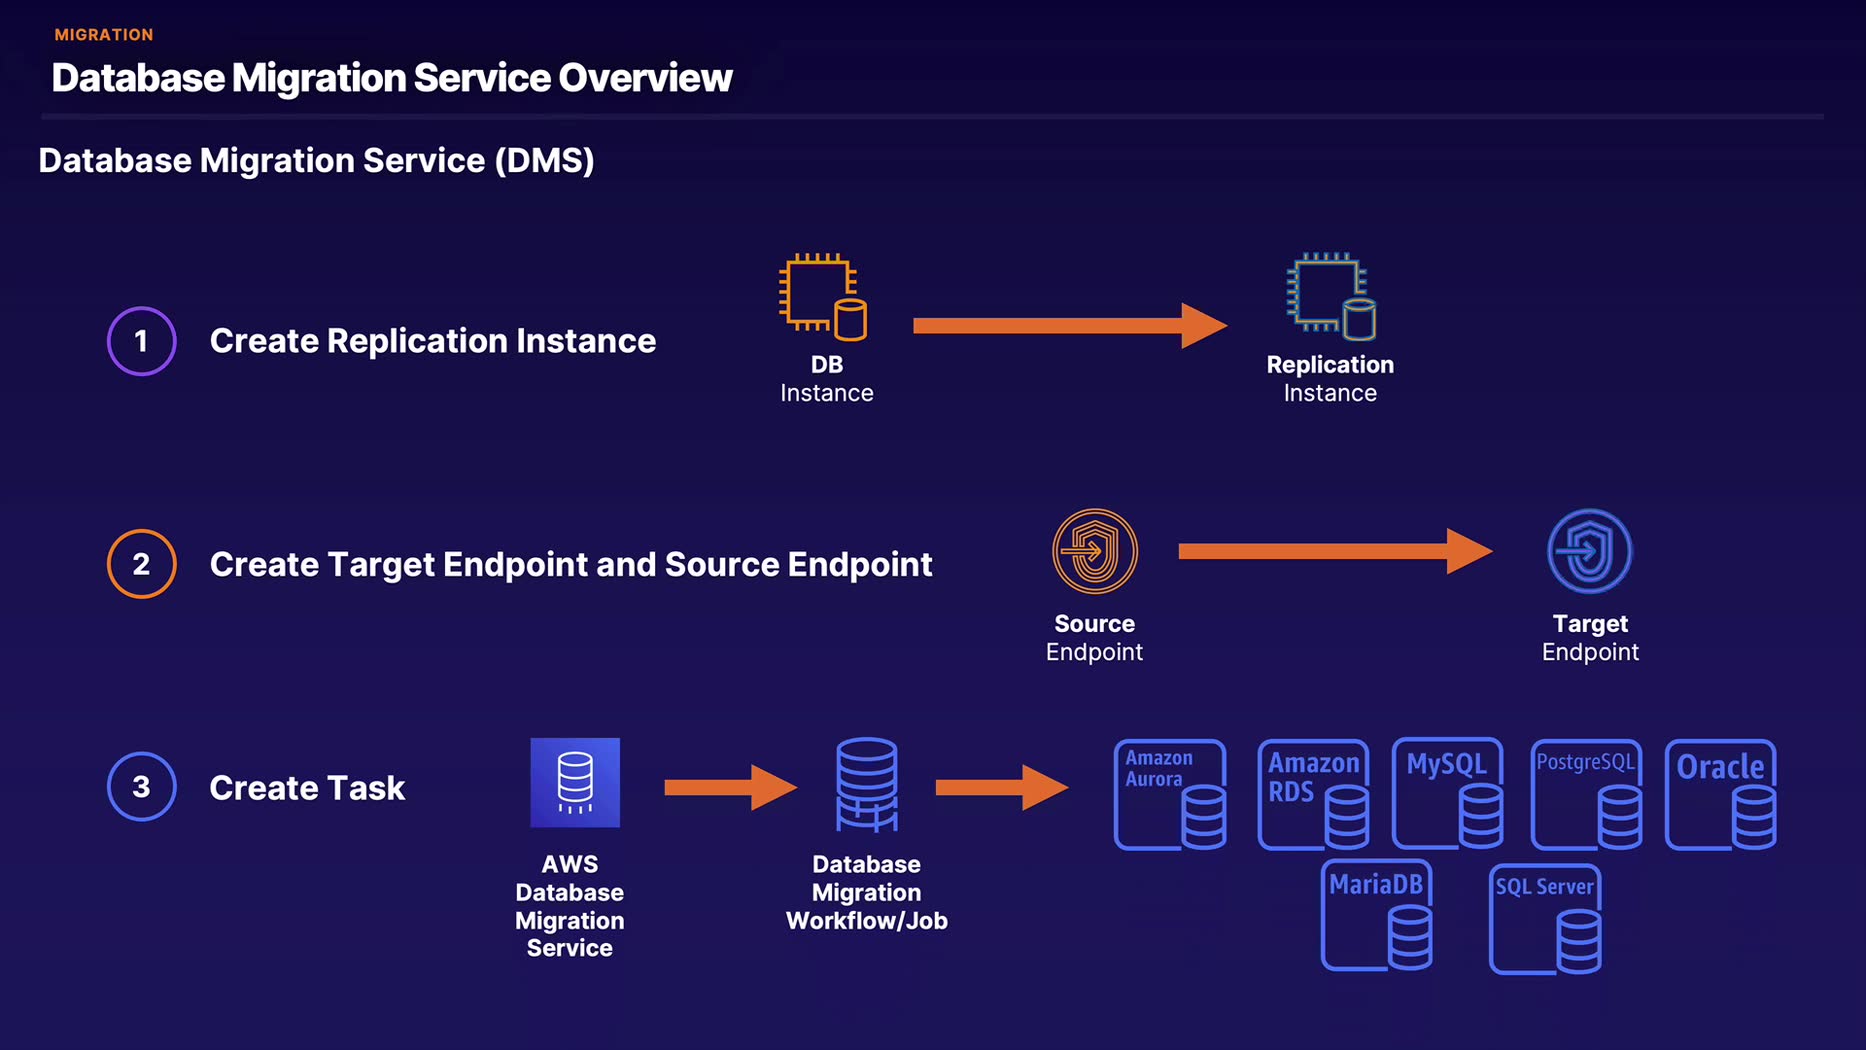 MIGRATION
Database Migration Service Overview
Database Migration Service (DMS)
1
Create Replication Instance
DB
Instance
Replication
Instance
2
Create Target Endpoint and Source Endpoint
Source
Endpoint
Target
Endpoint
3
Create Task
AWS
Database
Migration
Service
Database
Migration
Workflow/Job
Amazon
Aurora
Amazon
RDS
MySQL
PostgreSQL
Oracle
MariaDB
SQL Server